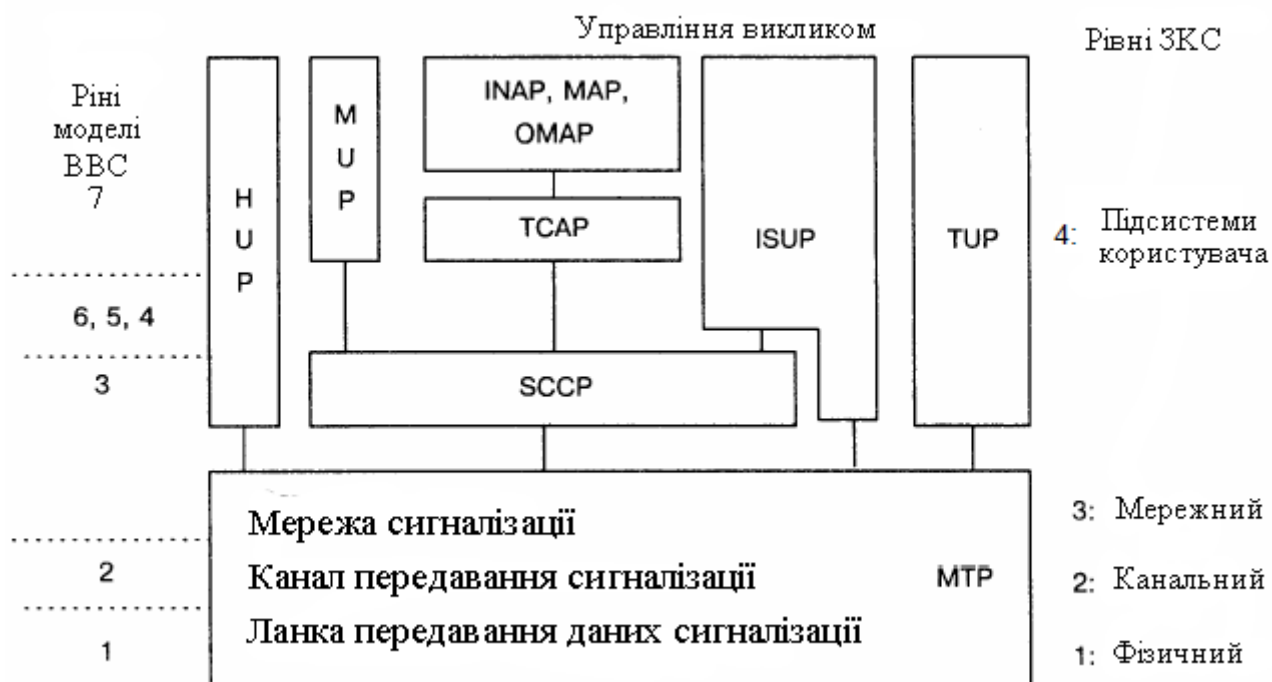 Управління викликом
Рівні ЗКС
Ріні
моделі
ВВС
7
H
U
P
M
U
P
INAP, MAP,
OMAP
TCAP
ISUP
TUP
4: Підсистеми
користувача
6, 5, 4
3
SCCP
Мережа сигналізації
3: Мережний
2
Канал передавання сигналізації
MTP
2: Канальний
Ланка передавання даних сигналізації
1
1: Фізичний